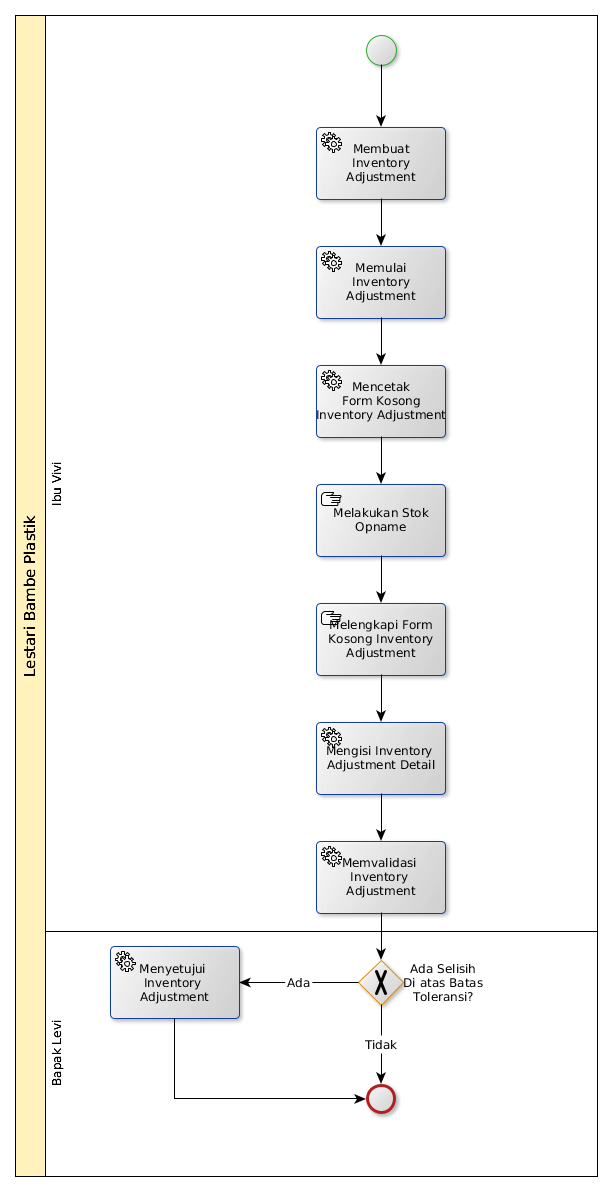 Lestari Bambe Plastik
Ibu Vivi
Membuat
Inventory
Adjustment
Memulai
Inventory
Adjustment
Mencetak
Form Kosong
Inventory Adjustment
Melakukan Stok
Opname
Melengkapi Form
Kosong Inventory
Adjustment
Mengisi Inventory
Adjustment Detail
Memvalidasi
Inventory
Adjustment
Bapak Levi
Menyetujui
Inventory
Adjustment
Ada
Ada Selisih
Di atas Batas
Toleransi?
Tidak